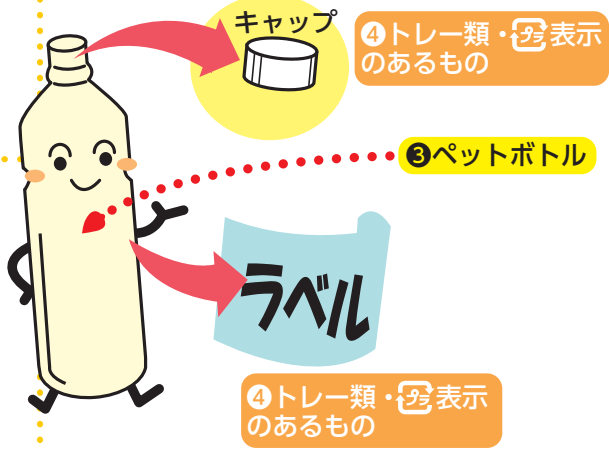 キャップ
❹トレー類・プラ表示
のあるもの
❸ペットボトル
ラベル
❹トレー類・プラ表示
のあるもの